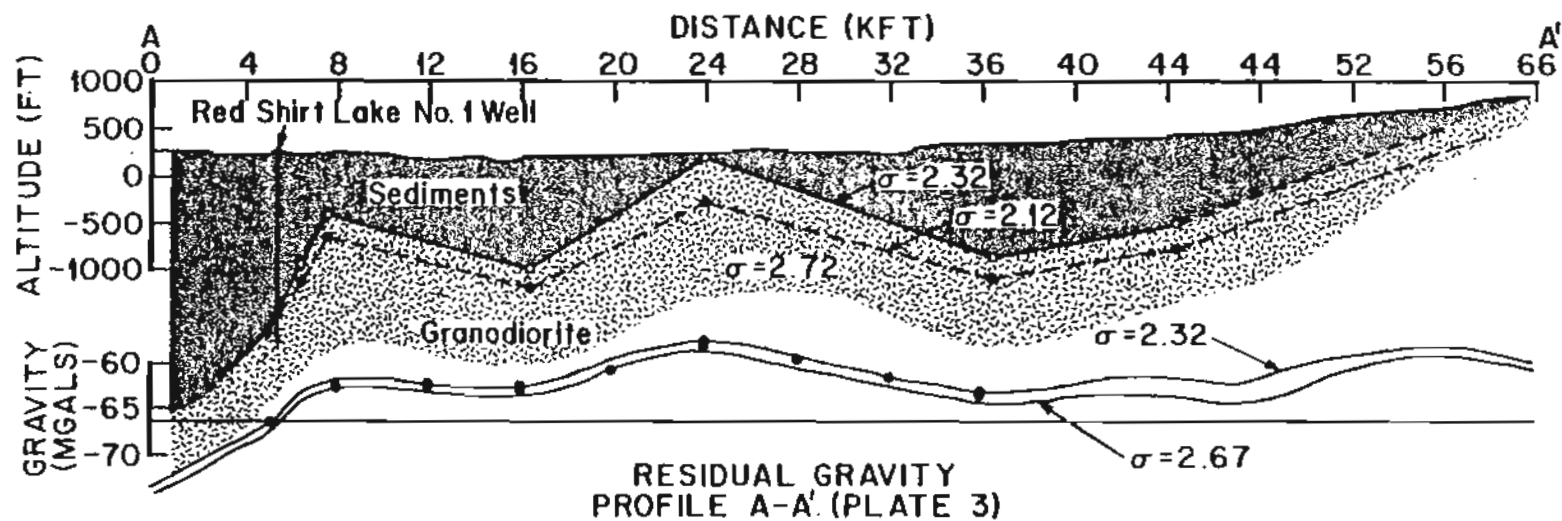 A DISTANCE (KFT) A'
0 4 8 12 16 20 24 28 32 36 40 44 44 52 56 66
ALTITUDE (FT)
1000
500
0
-500
-1000
Red Shirt Lake No. 1 Well
Sediments
σ=2.32
σ=2.12
σ=2.72
Granodiorite
σ=2.32
GRAVITY
(MGALS)
-60
-65
-70
σ=2.67
RESIDUAL GRAVITY
PROFILE A-A'. (PLATE 3)